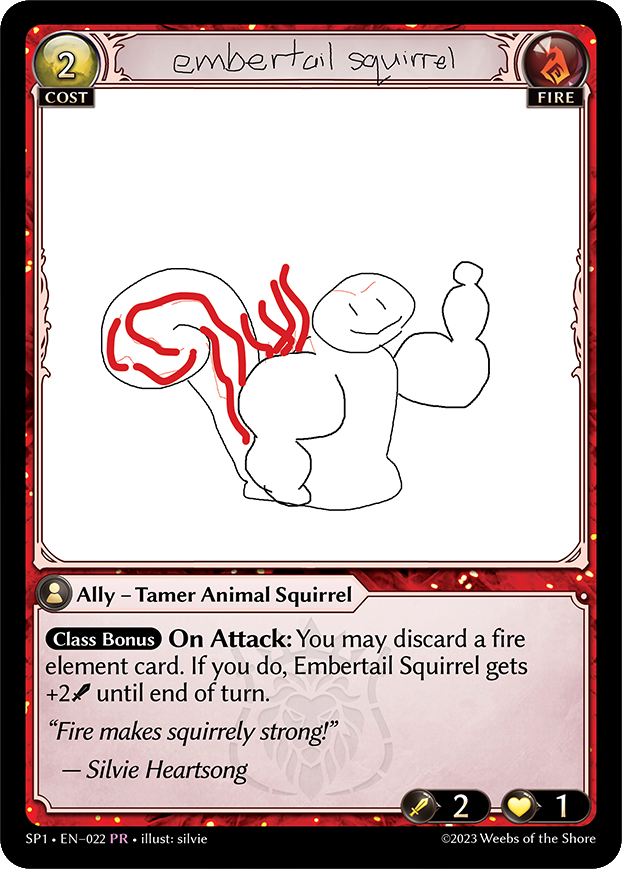 2
embertail squirrel
COST
FIRE
Ally – Tamer Animal Squirrel
Class Bonus On Attack: You may discard a fire
element card. If you do, Embertail Squirrel gets
+2 until end of turn.
“Fire makes squirrely strong!”
— Silvie Heartsong
2 1
SP1 • EN–022 PR • illust: silvie
©2023 Weebs of the Shore